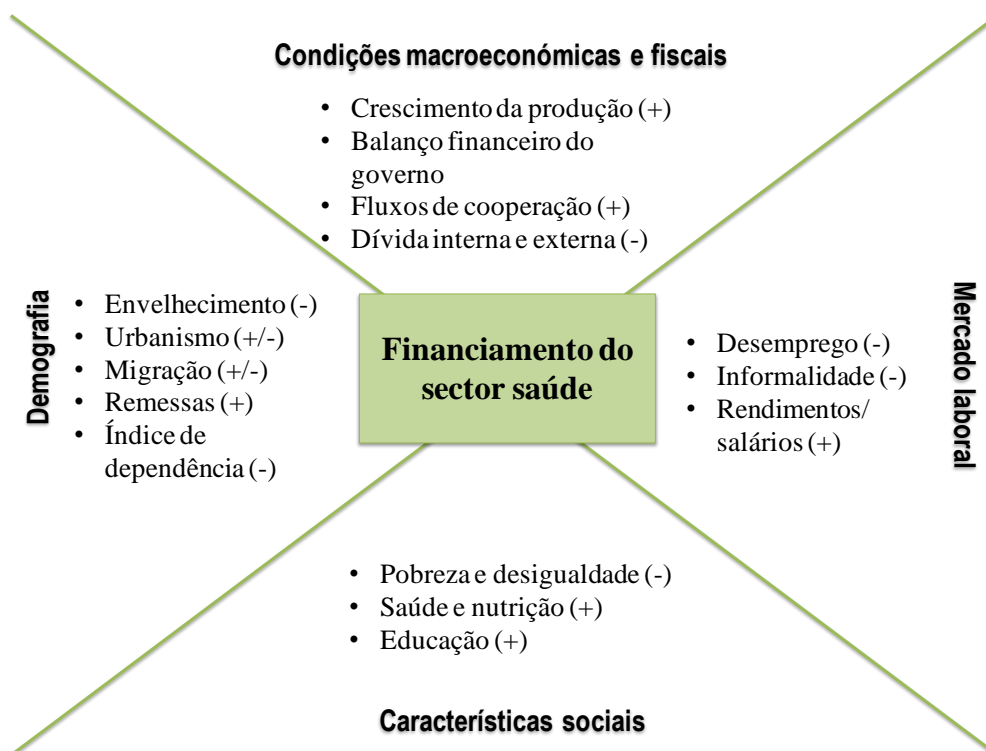 Condições macroeconómicas e fiscais
• Crescimento da produção (+)
• Balanço financeiro do
governo
• Fluxos de cooperação (+)
• Dívida interna e externa (-)
Demografia
• Envelhecimento (-)
• Urbanismo (+/-)
• Migração (+/-)
• Remessas (+)
• Índice de
dependência (-)
Financiamento do
sector saúde
• Desemprego (-)
• Informalidade (-)
• Rendimentos/
salários (+)
Mercado laboral
• Pobreza e desigualdade (-)
• Saúde e nutrição (+)
• Educação (+)
Características sociais